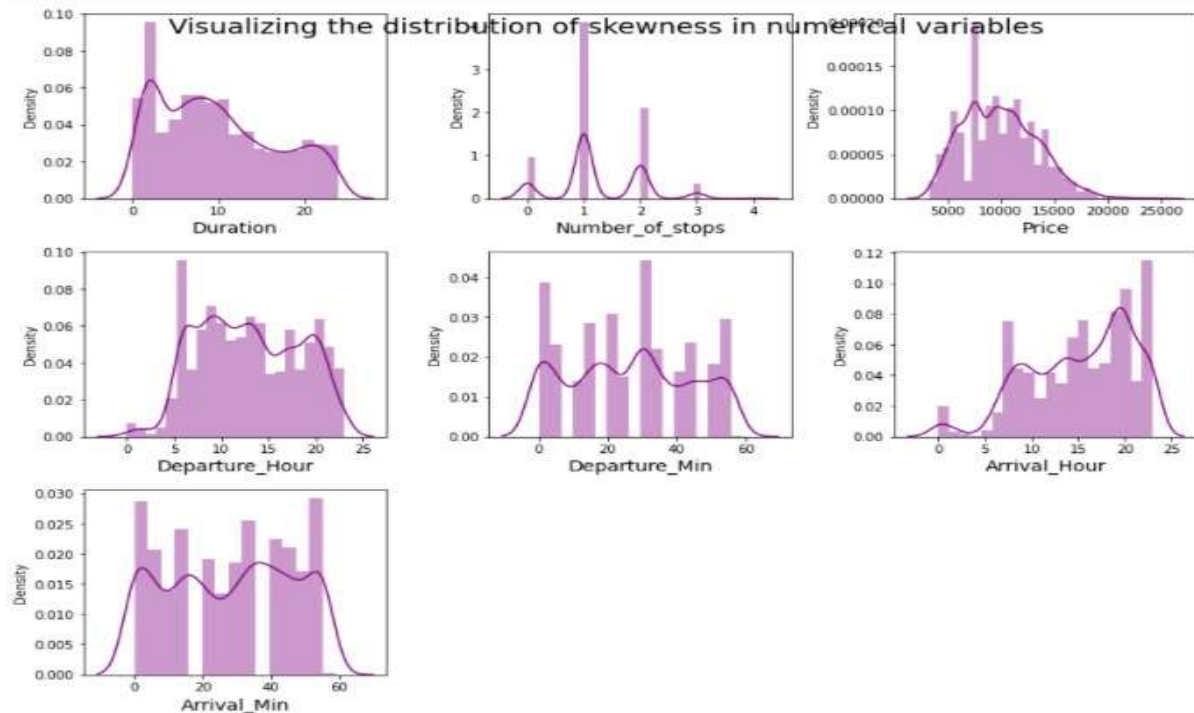 Visualizing the distribution of skewness in numerical variables
0.10
0.08
0.06
0.04
0.02
0.00
Density
0 10 20
Duration
3
2
1
0
Density
0 1 2 3 4
Number_of_stops
0.00020
0.00015
0.00010
0.00005
0.00000
Density
5000 10000 15000 20000 25000
Price
0.10
0.08
0.06
0.04
0.02
0.00
Density
0 5 10 15 20 25
Departure_Hour
0.04
0.03
0.02
0.01
0.00
Density
0 20 40 60
Departure_Min
0.12
0.10
0.08
0.06
0.04
0.02
0.00
Density
0 5 10 15 20 25
Arrival_Hour
0.030
0.025
0.020
0.015
0.010
0.005
0.000
Density
0 20 40 60
Arrival_Min